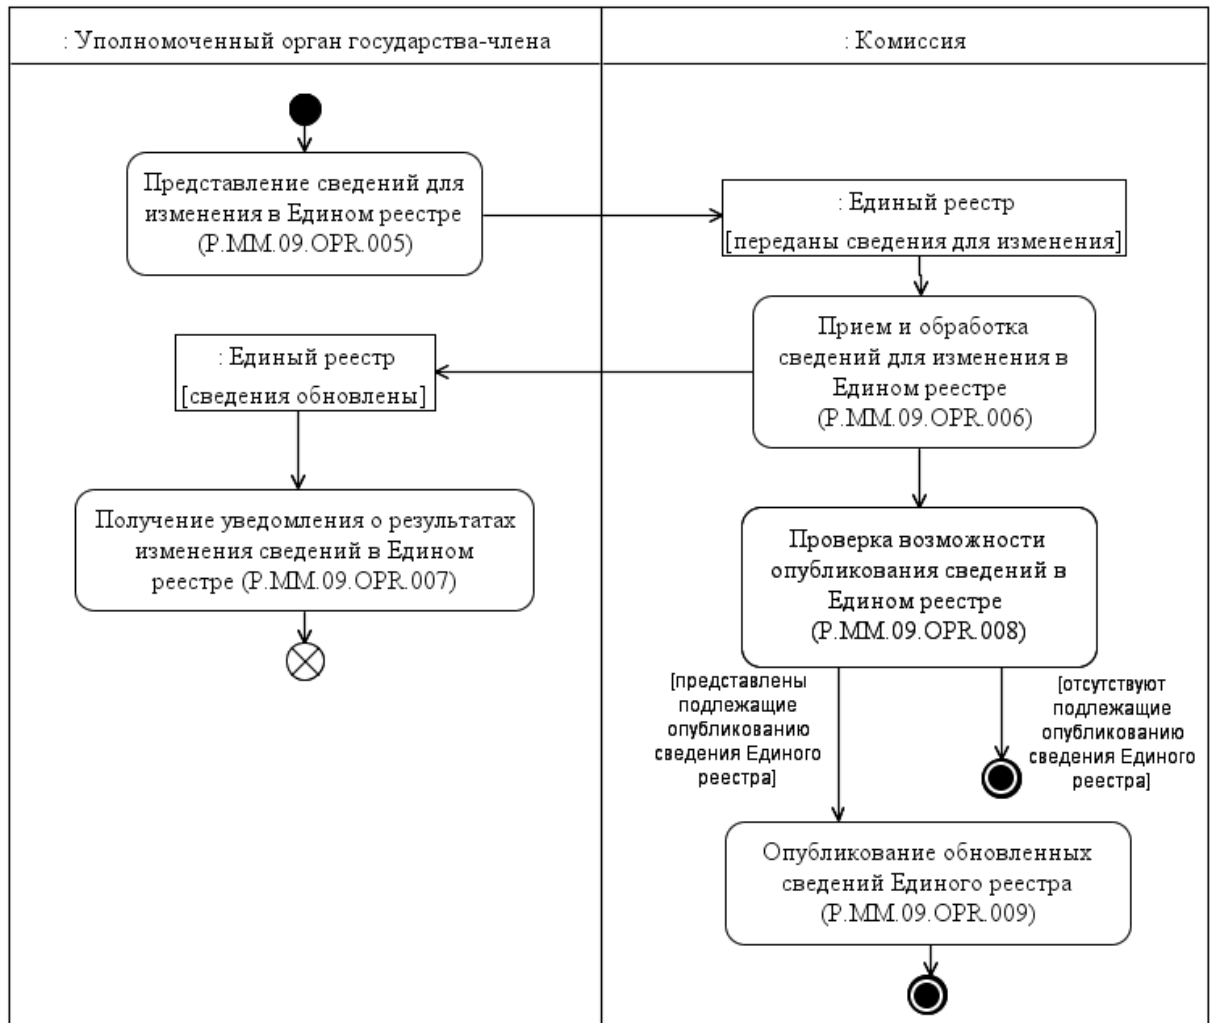 : Уполномоченный орган государства-члена
: Комиссия
Представление сведений для
изменения в Едином реестре
(P.MM.09.OPR.005)
: Единый реестр
[переданы сведения для изменения]
Прием и обработка
сведений для изменения в
Едином реестре
(P.MM.09.OPR.006)
: Единый реестр
[сведения обновлены]
Получение уведомления о результатах
изменения сведений в Едином
реестре (P.MM.09.OPR.007)
Проверка возможности
опубликования сведений в
Едином реестре
(P.MM.09.OPR.008)
[представлены
подлежащие
опубликованию
сведения Единого
реестра]
[отсутствуют
подлежащие
опубликованию
сведения Единого
реестра]
Опубликование обновленных
сведений Единого реестра
(P.MM.09.OPR.009)